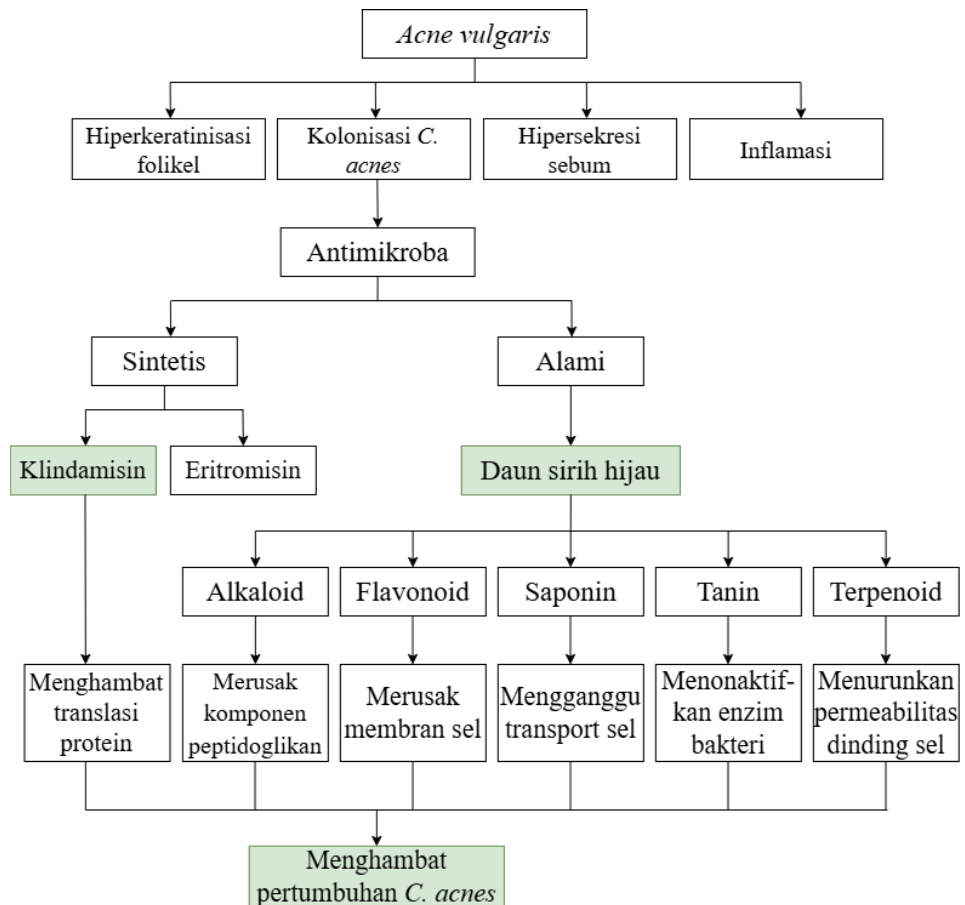 Acne vulgaris
Hiperkeratinisasi
folikel
Kolonisasi C.
acnes
Hipersekresi
sebum
Inflamasi
Antimikroba
Sintetis
Alami
Klindamisin
Eritromisin
Daun sirih hijau
Alkaloid
Flavonoid
Saponin
Tanin
Terpenoid
Menghambat
translasi
protein
Merusak
komponen
peptidoglikan
Merusak
membran sel
Mengganggu
transport sel
Menonaktif-
kan enzim
bakteri
Menurunkan
permeabilitas
dinding sel
Menghambat
pertumbuhan C. acnes